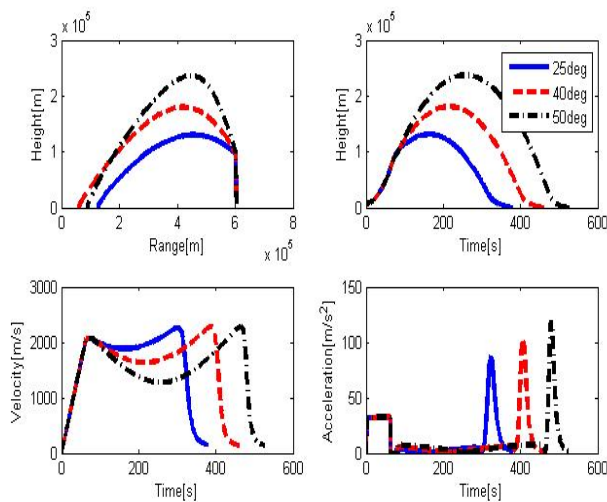 x 10^5
3
2
1
0
Height[m]
0 2 4 6 8
Range[m]
x 10^5
x 10^5
3
2
1
0
Height[m]
25deg
40deg
50deg
0 200 400 600
Time[s]
3000
2000
1000
0
Velocity[m/s]
0 200 400 600
Time[s]
150
100
50
0
Acceleration[m/s^2]
0 200 400 600
Time[s]